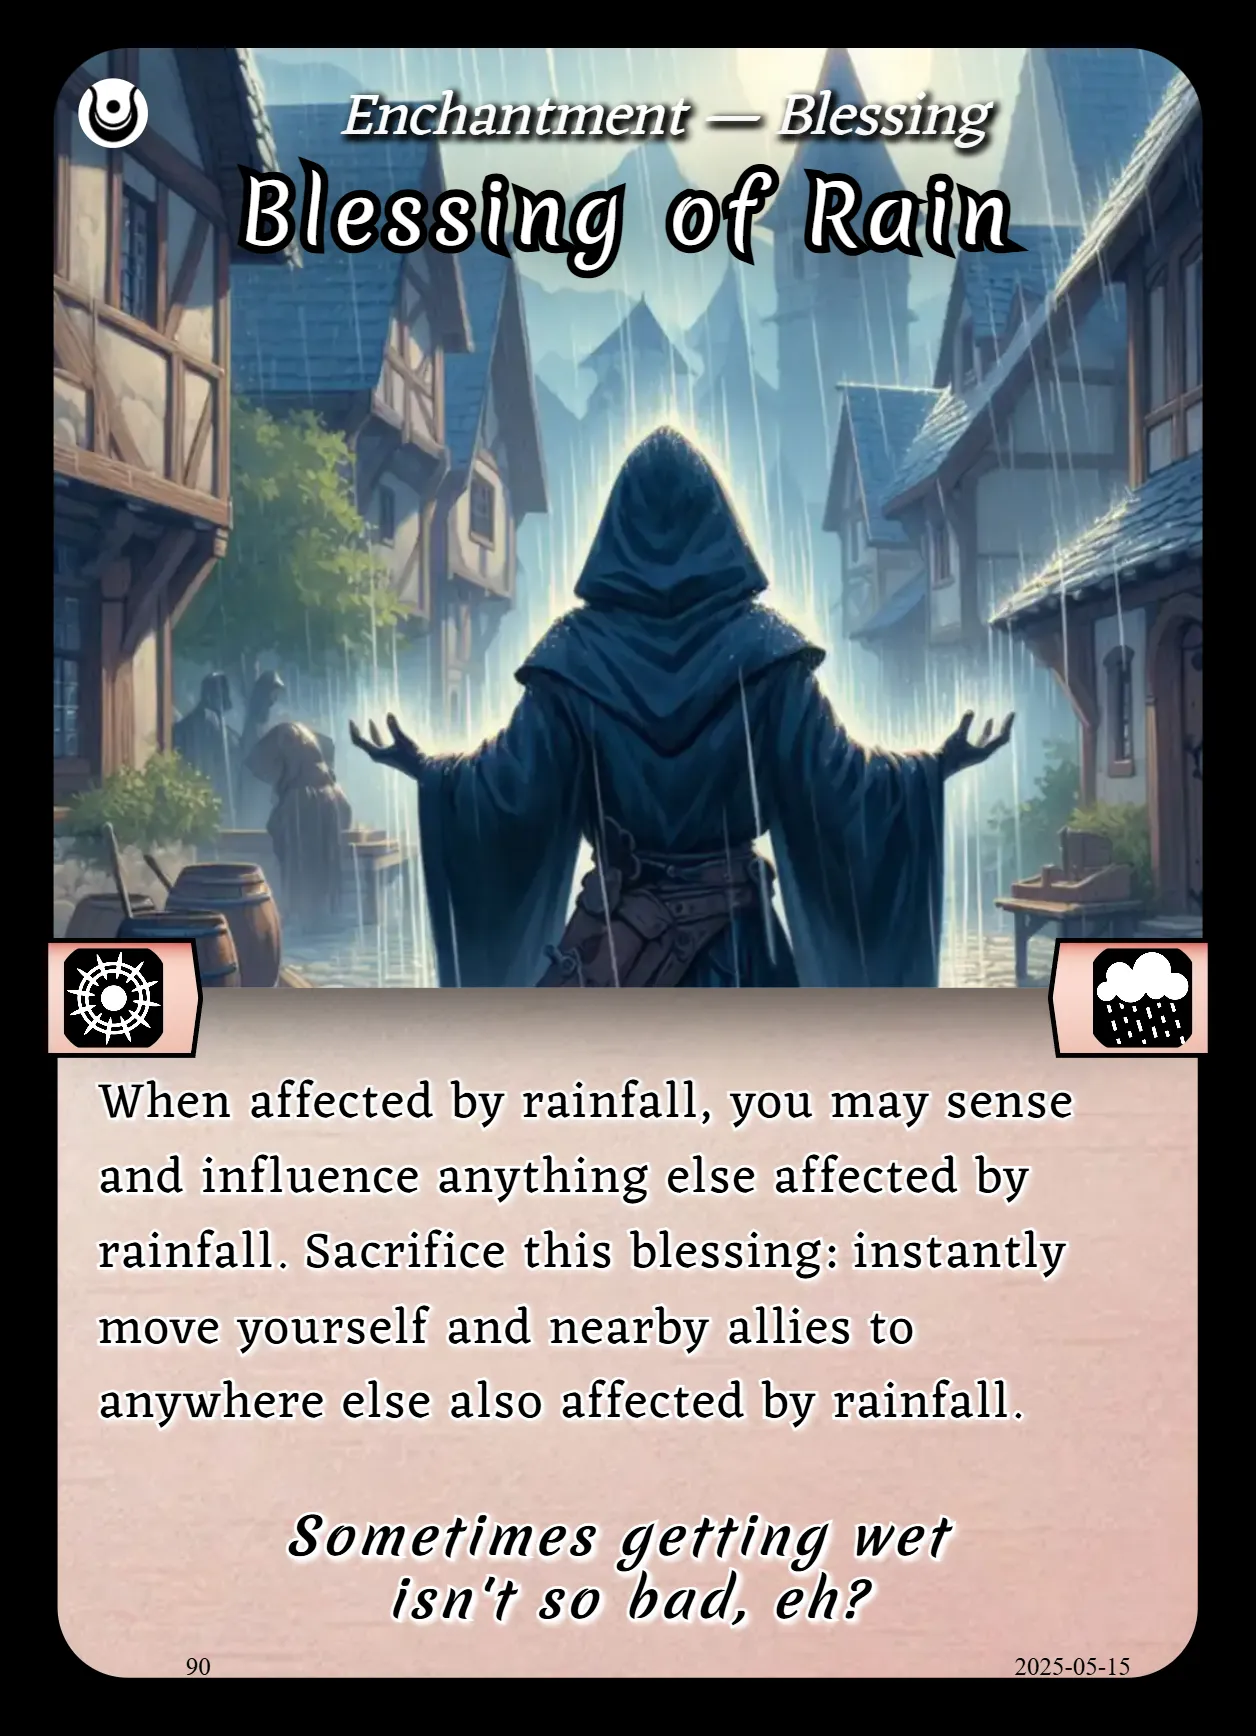 Enchantment — Blessing
Blessing of Rain
When affected by rainfall, you may sense
and influence anything else affected by
rainfall. Sacrifice this blessing: instantly
move yourself and nearby allies to
anywhere else also affected by rainfall.
Sometimes getting wet
isn't so bad, eh?
90
2025-05-15